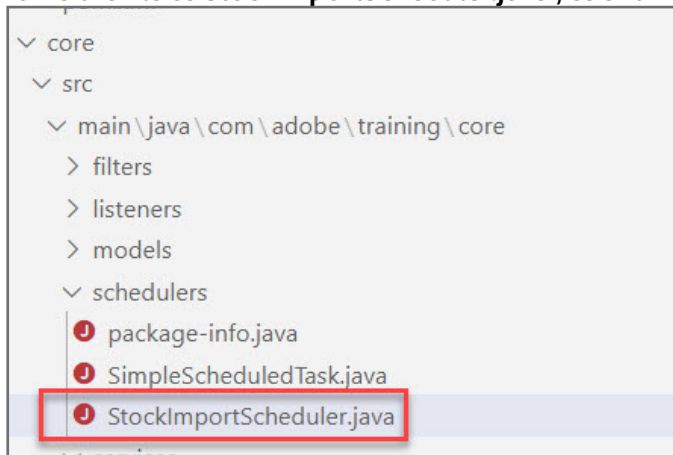 core
src
main\java\com\adobe\training\core
filters
listeners
models
schedulers
J package-info.java
J SimpleScheduledTask.java
J StockImportScheduler.java